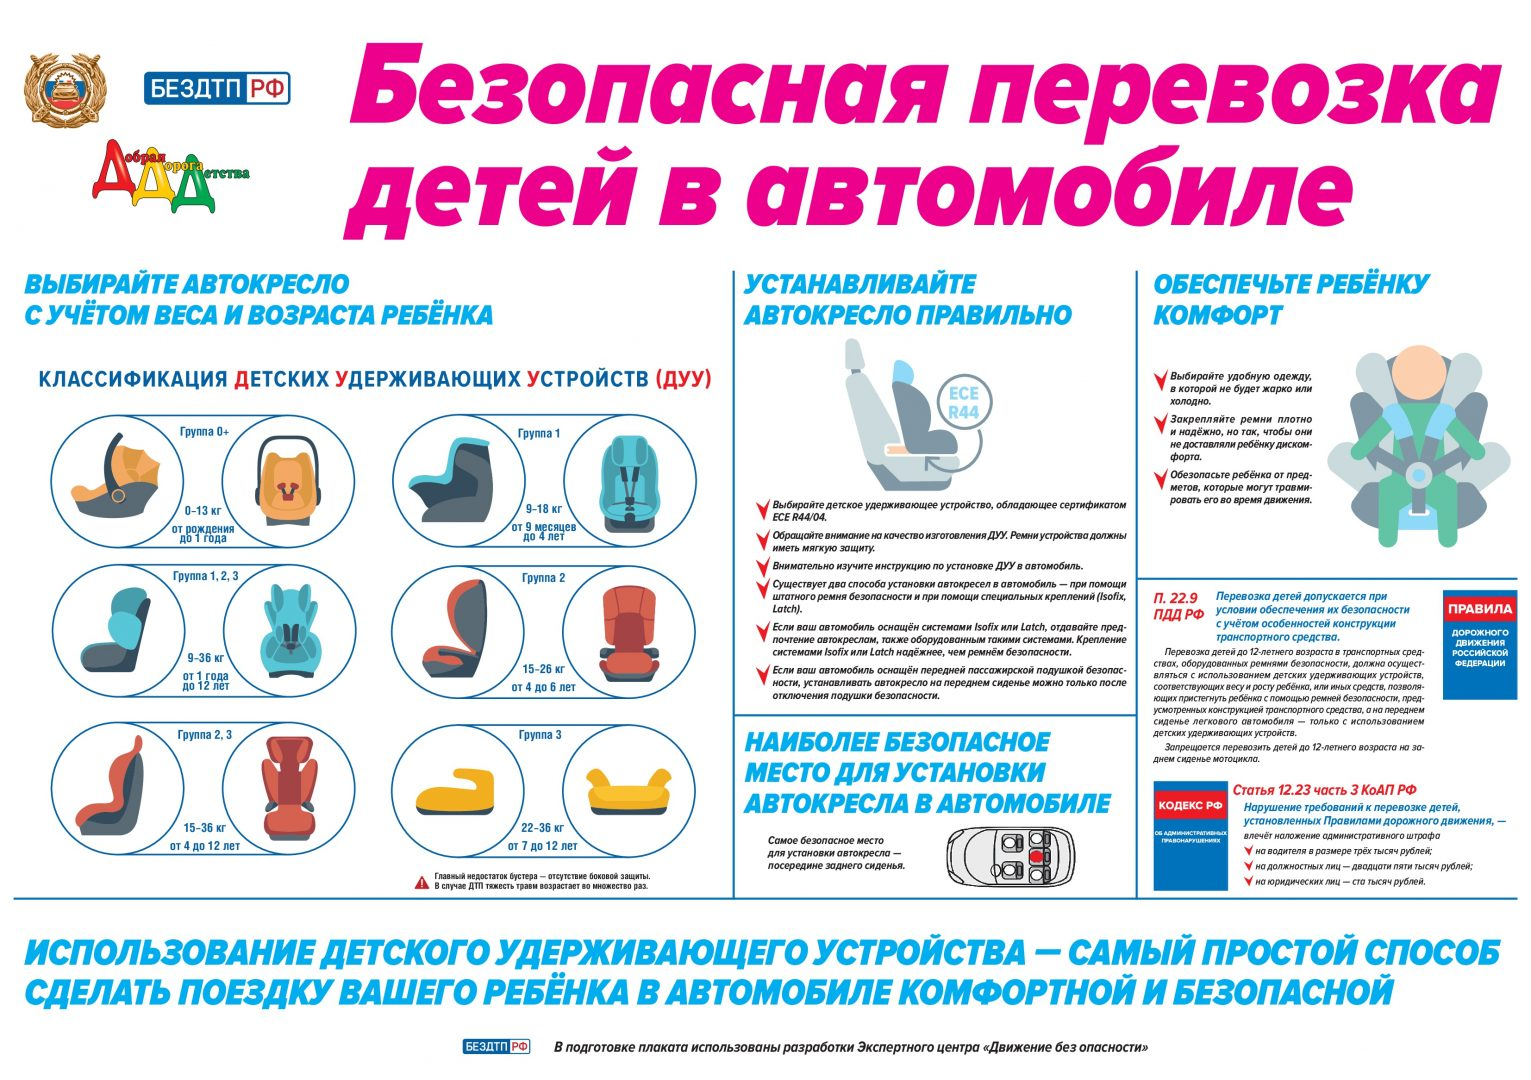 БЕЗДТП РФ
Добрая
Дорога
Детства
Безопасная перевозка
детей в автомобиле
ВЫБИРАЙТЕ АВТОКРЕСЛО
С УЧЁТОМ ВЕСА И ВОЗРАСТА РЕБЁНКА
КЛАССИФИКАЦИЯ ДЕТСКИХ УДЕРЖИВАЮЩИХ УСТРОЙСТВ (ДУУ)
Группа 0+
0–13 кг
от рождения
до 1 года
Группа 1
9–18 кг
от 9 месяцев
до 4 лет
Группа 1, 2, 3
9–36 кг
от 1 года
до 12 лет
Группа 2
15–26 кг
от 4 до 6 лет
Группа 2, 3
15–36 кг
от 4 до 12 лет
Группа 3
22–36 кг
от 7 до 12 лет
Главный недостаток бустера — отсутствие боковой защиты.
В случае ДТП тяжесть травм возрастает во множество раз.
УСТАНАВЛИВАЙТЕ
АВТОКРЕСЛО ПРАВИЛЬНО
ECE
R44
Выбирайте детское удерживающее устройство, обладающее сертификатом
ECE R44/04.
Обращайте внимание на качество изготовления ДУУ. Ремни устройства должны
иметь мягкую защиту.
Внимательно изучите инструкцию по установке ДУУ в автомобиль.
Существует два способа установки автокресел в автомобиль — при помощи
штатного ремня безопасности и при помощи специальных креплений (Isofix,
Latch).
Если ваш автомобиль оснащён системами Isofix или Latch, отдавайте пред-
почтение автокреслам, также оборудованным такими системами. Крепление
системами Isofix или Latch надёжнее, чем ремнём безопасности.
Если ваш автомобиль оснащён передней пассажирской подушкой безопас-
ности, устанавливать автокресло на переднем сиденье можно только после
отключения подушки безопасности.
НАИБОЛЕЕ БЕЗОПАСНОЕ
МЕСТО ДЛЯ УСТАНОВКИ
АВТОКРЕСЛА В АВТОМОБИЛЕ
Самое безопасное место
для установки автокресла —
посередине заднего сиденья.
ОБЕСПЕЧЬТЕ РЕБЁНКУ
КОМФОРТ
Выбирайте удобную одежду,
в которой не будет жарко или
холодно.
Закрепляйте ремни плотно
и надёжно, но так, чтобы они
не доставляли ребёнку диском-
форта.
Обезопасьте ребёнка от пред-
метов, которые могут травми-
ровать его во время движения.
П. 22.9
ПДД РФ
Перевозка детей допускается при
условии обеспечения их безопасности
с учётом особенностей конструкции
транспортного средства.
Перевозка детей до 12-летнего возраста в транспортных сред-
ствах, оборудованных ремнями безопасности, должна осущест-
вляться с использованием детских удерживающих устройств,
соответствующих весу и росту ребёнка, или иных средств, позволя-
ющих пристегнуть ребёнка с помощью ремней безопасности, пред-
усмотренных конструкцией транспортного средства, а на переднем
сиденье легкового автомобиля — только с использованием
детских удерживающих устройств.
Запрещается перевозить детей до 12-летнего возраста на за-
днем сиденье мотоцикла.
ПРАВИЛА
ДОРОЖНОГО
ДВИЖЕНИЯ
РОССИЙСКОЙ
ФЕДЕРАЦИИ
КОДЕКС РФ
ОБ АДМИНИСТРАТИВНЫХ
ПРАВОНАРУШЕНИЯХ
Статья 12.23 часть 3 КоАП РФ
Нарушение требований к перевозке детей,
установленных Правилами дорожного движения, —
влечёт наложение административного штрафа
на водителя в размере трёх тысяч рублей;
на должностных лиц — двадцати пяти тысяч рублей;
на юридических лиц — ста тысяч рублей.
ИСПОЛЬЗОВАНИЕ ДЕТСКОГО УДЕРЖИВАЮЩЕГО УСТРОЙСТВА — САМЫЙ ПРОСТОЙ СПОСОБ
СДЕЛАТЬ ПОЕЗДКУ ВАШЕГО РЕБЁНКА В АВТОМОБИЛЕ КОМФОРТНОЙ И БЕЗОПАСНОЙ
БЕЗДТП РФ
В подготовке плаката использованы разработки Экспертного центра «Движение без опасности»